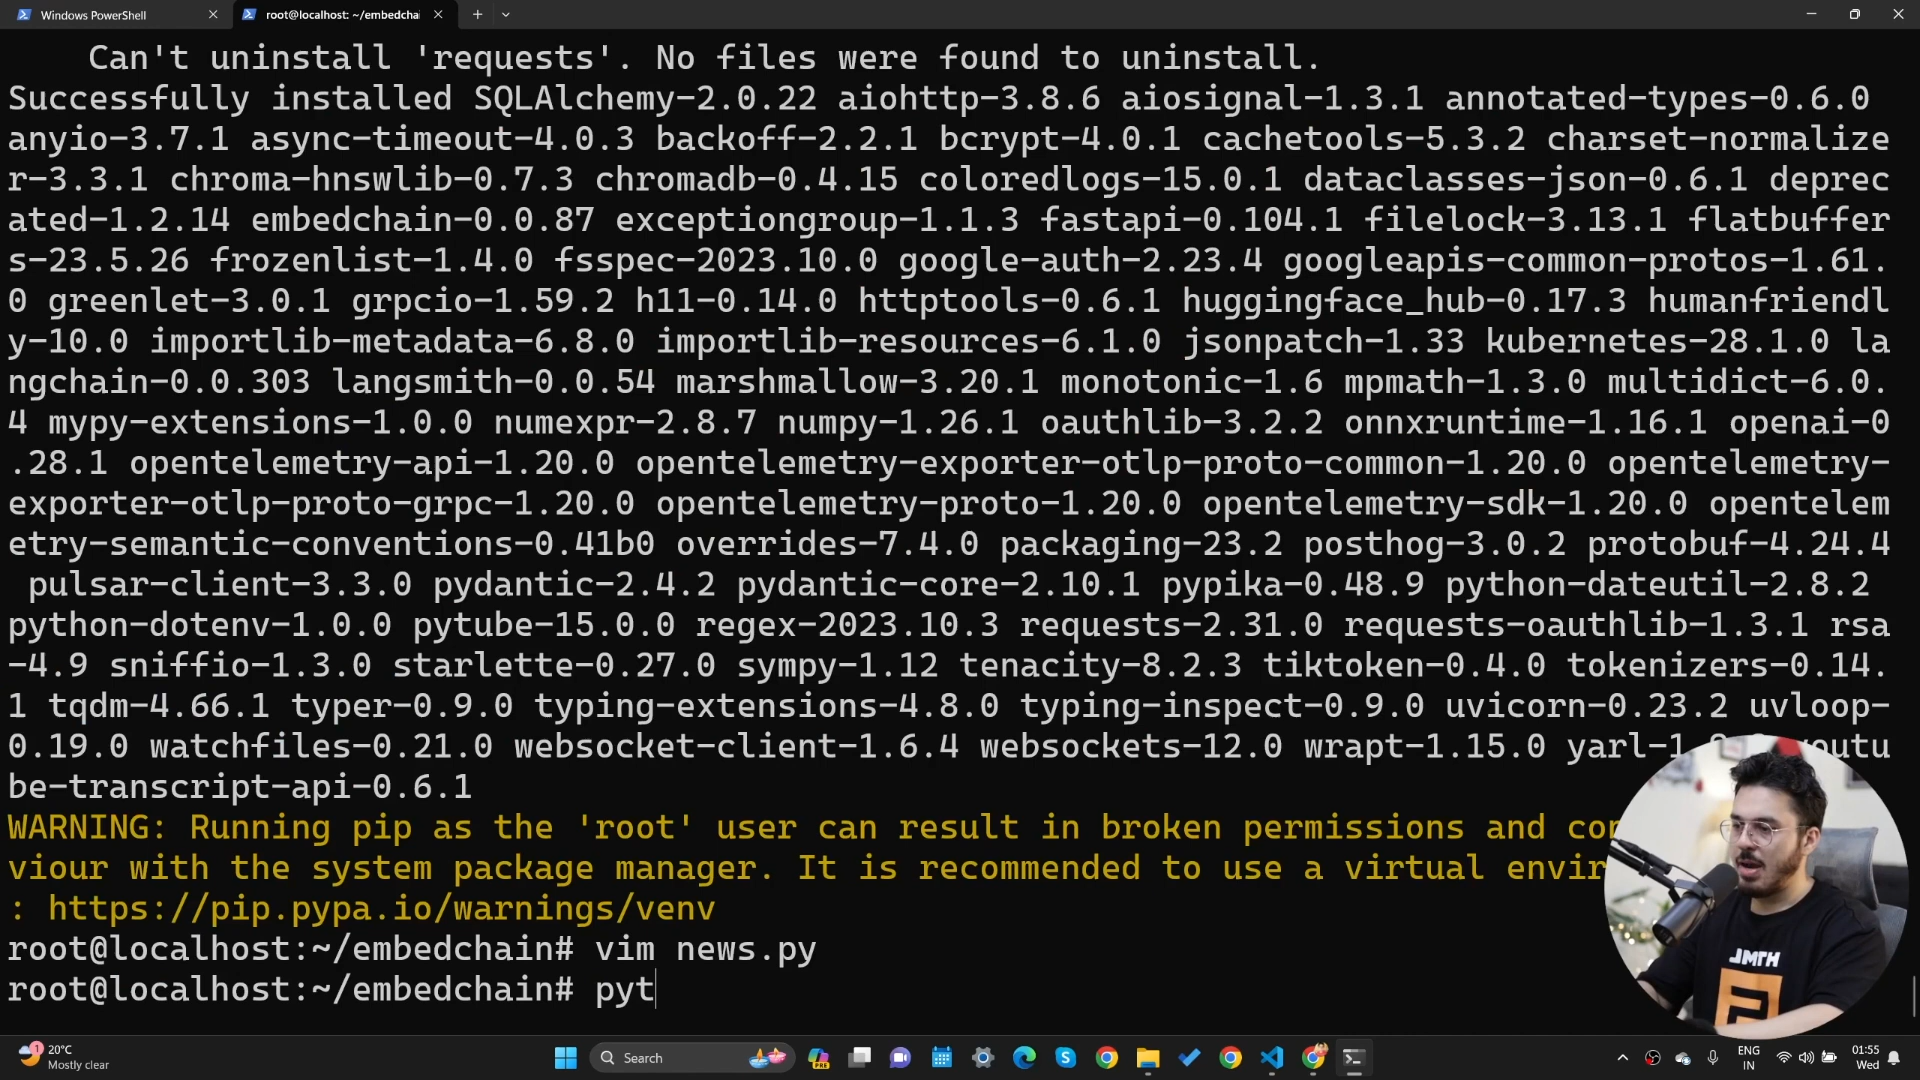 Windows PowerShell
root@localhost: ~/embedchai
Can't uninstall 'requests'. No files were found to uninstall.
Successfully installed SQLAlchemy-2.0.22 aiohttp-3.8.6 aiosignal-1.3.1 annotated-types-0.6.0
anyio-3.7.1 async-timeout-4.0.3 backoff-2.2.1 bcrypt-4.0.1 cachetools-5.3.2 charset-normalize
r-3.3.1 chroma-hnswlib-0.7.3 chromadb-0.4.15 coloredlogs-15.0.1 dataclasses-json-0.6.1 deprec
ated-1.2.14 embedchain-0.0.87 exceptiongroup-1.1.3 fastapi-0.104.1 filelock-3.13.1 flatbuffer
s-23.5.26 frozenlist-1.4.0 fsspec-2023.10.0 google-auth-2.23.4 googleapis-common-protos-1.61.
0 greenlet-3.0.1 grpcio-1.59.2 h11-0.14.0 httptools-0.6.1 huggingface_hub-0.17.3 humanfriendl
y-10.0 importlib-metadata-6.8.0 importlib-resources-6.1.0 jsonpatch-1.33 kubernetes-28.1.0 la
ngchain-0.0.303 langsmith-0.0.54 marshmallow-3.20.1 monotonic-1.6 mpmath-1.3.0 multidict-6.0.
4 mypy-extensions-1.0.0 numexpr-2.8.7 numpy-1.26.1 oauthlib-3.2.2 onnxruntime-1.16.1 openai-0
.28.1 opentelemetry-api-1.20.0 opentelemetry-exporter-otlp-proto-common-1.20.0 opentelemetry-
exporter-otlp-proto-grpc-1.20.0 opentelemetry-proto-1.20.0 opentelemetry-sdk-1.20.0 opentelem
etry-semantic-conventions-0.41b0 overrides-7.4.0 packaging-23.2 posthog-3.0.2 protobuf-4.24.4
pulsar-client-3.3.0 pydantic-2.4.2 pydantic-core-2.10.1 pypika-0.48.9 python-dateutil-2.8.2
python-dotenv-1.0.0 pytube-15.0.0 regex-2023.10.3 requests-2.31.0 requests-oauthlib-1.3.1 rsa
-4.9 sniffio-1.3.0 starlette-0.27.0 sympy-1.12 tenacity-8.2.3 tiktoken-0.4.0 tokenizers-0.14.
1 tqdm-4.66.1 typer-0.9.0 typing-extensions-4.8.0 typing-inspect-0.9.0 uvicorn-0.23.2 uvloop-
0.19.0 watchfiles-0.21.0 websocket-client-1.6.4 websockets-12.0 wrapt-1.15.0 yarl-1 youtu
be-transcript-api-0.6.1
WARNING: Running pip as the 'root' user can result in broken permissions and co
viour with the system package manager. It is recommended to use a virtual envir
: https://pip.pypa.io/warnings/venv
root@localhost:~/embedchain# vim news.py
root@localhost:~/embedchain# pyt
1
20°C
Mostly clear
Search
PRE
ENG
IN
01:55
Wed